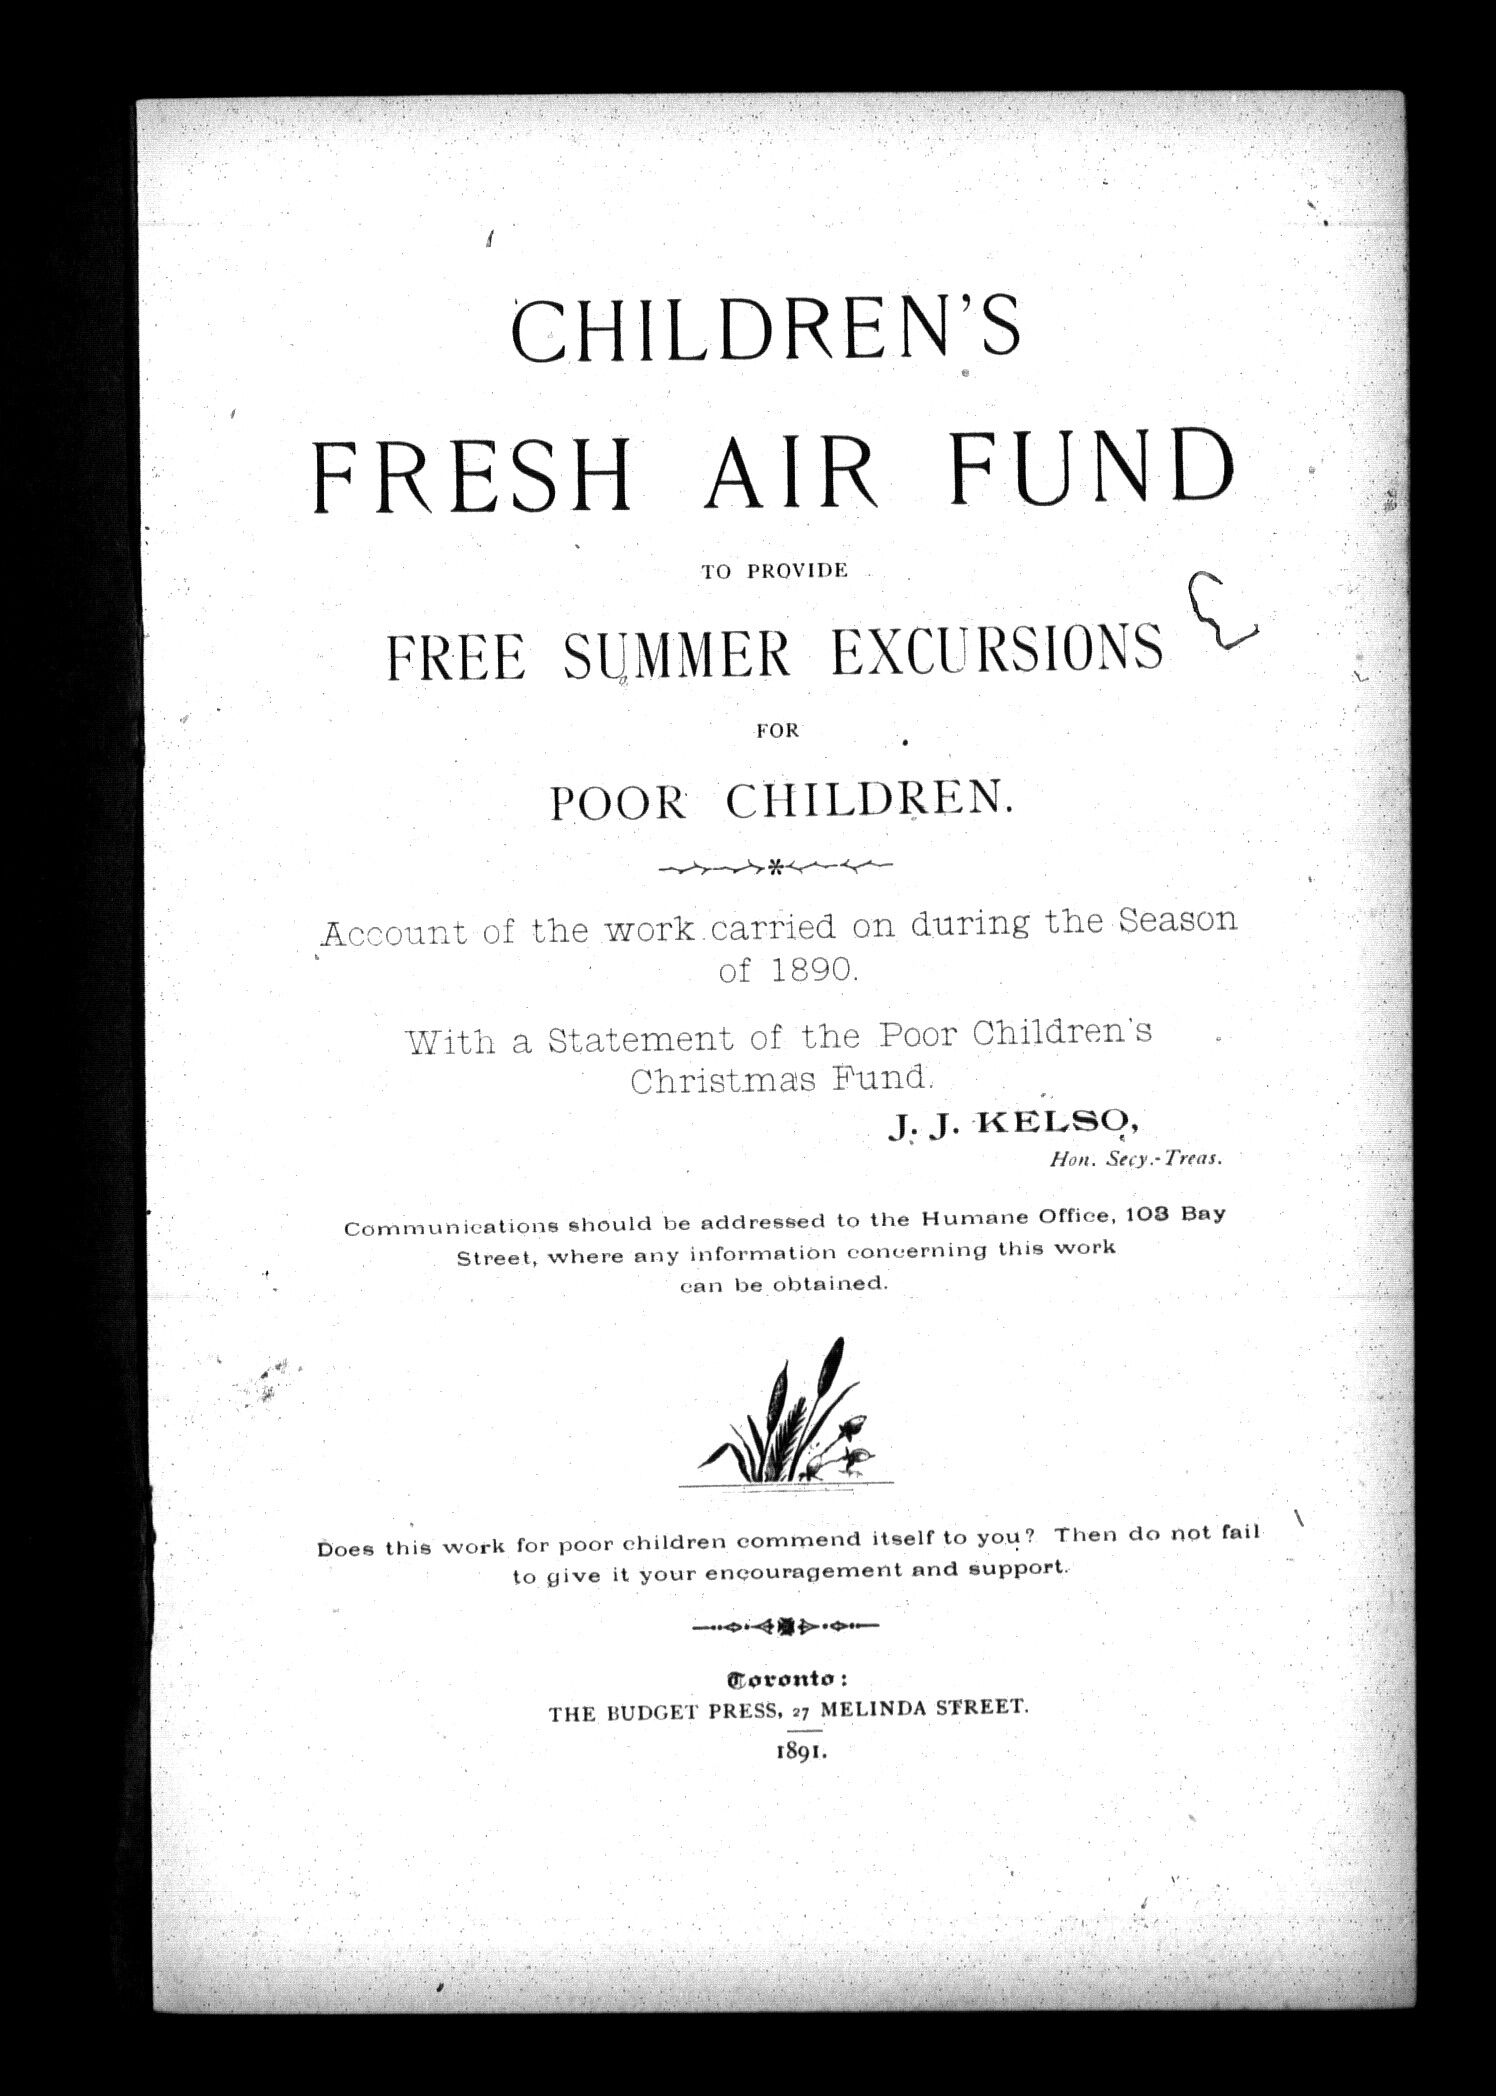 CHILDREN'S
FRESH AIR FUND
TO PROVIDE
FREE SUMMER EXCURSIONS
FOR
POOR CHILDREN.
Account of the work carried on during the Season
of 1890.
With a Statement of the Poor Children's
Christmas Fund.
J. J. KELSO,
Hon. Secy.-Treas.
Communications should be addressed to the Humane Office, 103 Bay
Street, where any information concerning this work
can be obtained.
Does this work for poor children commend itself to you? Then do not fail
to give it your encouragement and support.
Toronto:
THE BUDGET PRESS, 27 MELINDA STREET.
1891.